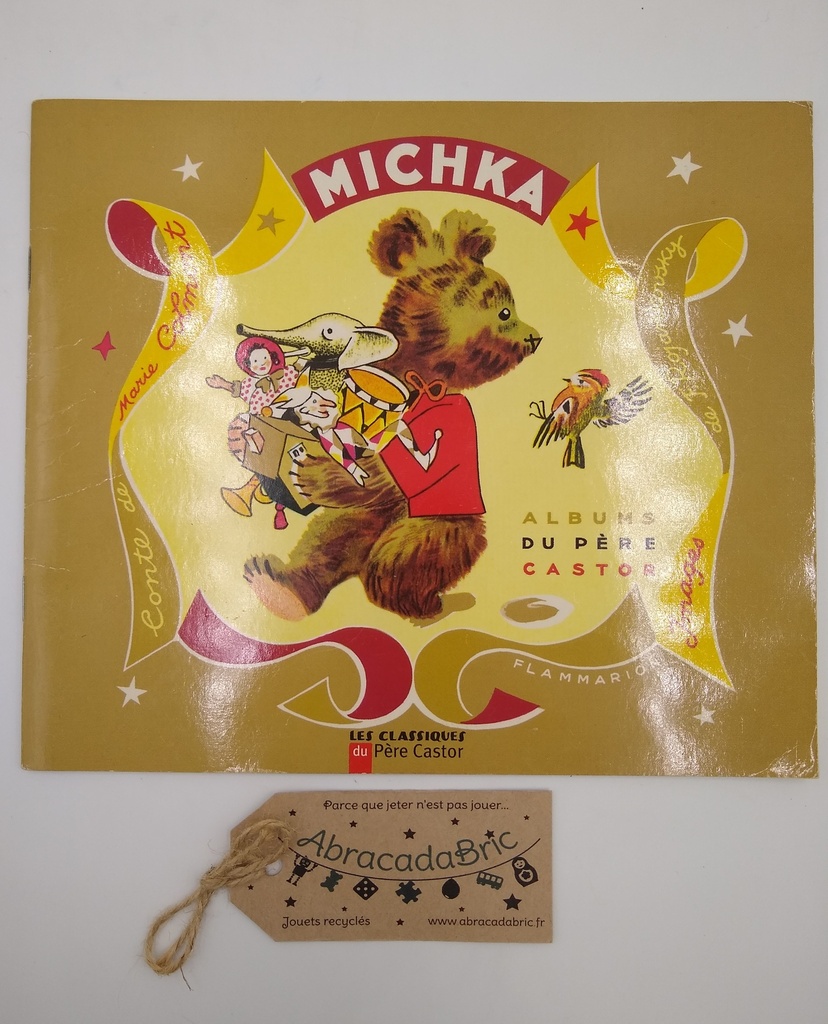 MICHKA
Conte de Marie Colmont
Images de F. Rojankovsky
ALBUMS
DU PÈRE
CASTOR
FLAMMARION
LES CLASSIQUES
du Père Castor
Parce que jeter n'est pas jouer...
AbracadaBric
Jouets recyclés
www.abracadabric.fr